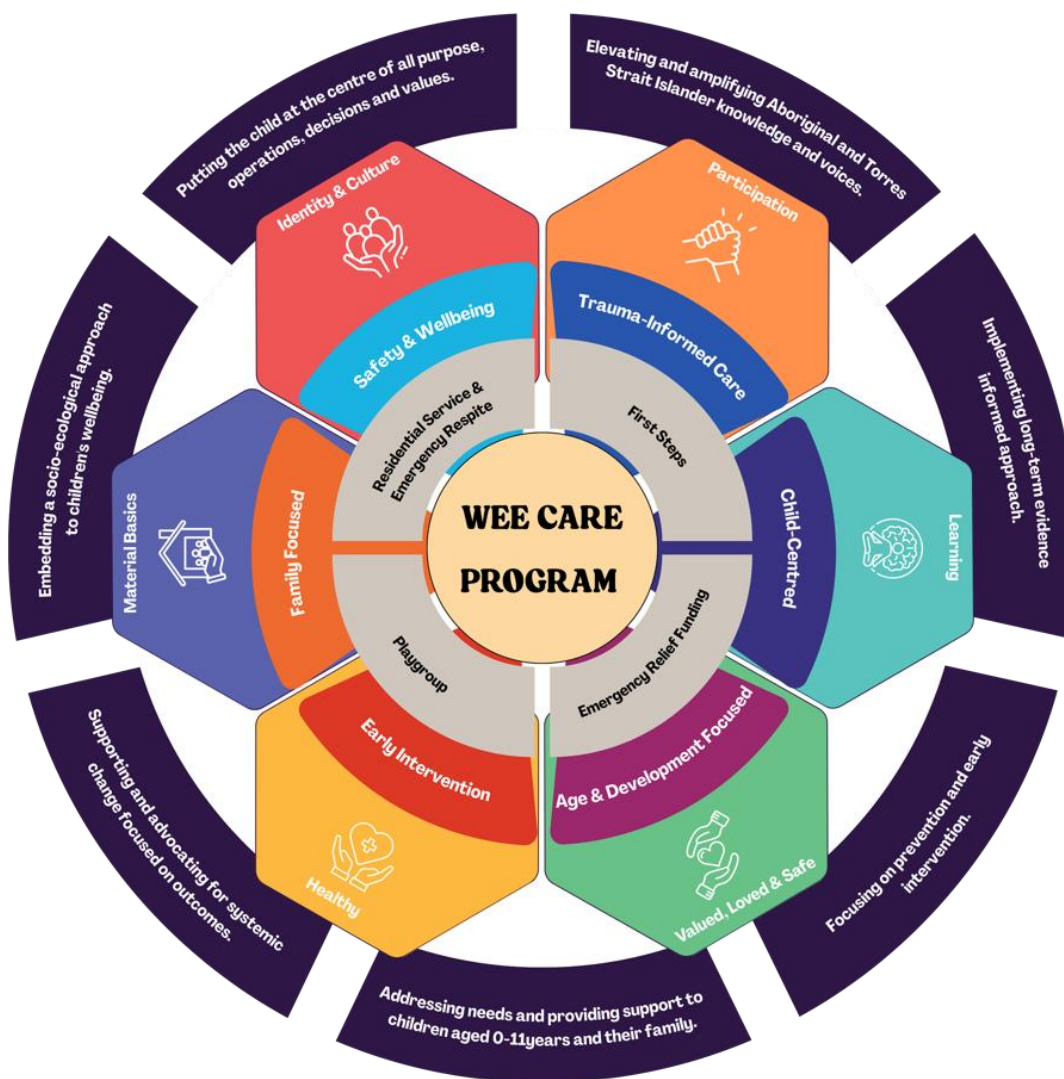 Putting the child at the centre of all purpose,
operations, decisions and values.
Elevating and amplifying Aboriginal and Torres
Strait Islander knowledge and voices.
Implementing long-term evidence
informed approach.
Focusing on prevention and early
intervention.
Addressing needs and providing support to
children aged 0-11years and their family.
Supporting and advocating for systemic
change focused on outcomes.
Embedding a socio-ecological approach
to children's wellbeing.
Identity & Culture
Participation
Learning
Valued, Loved & Safe
Healthy
Material Basics
Safety & Wellbeing
Trauma-Informed Care
Child-Centred
Age & Development Focused
Early Intervention
Family Focused
Residential Service &
Emergency Respite
First Steps
Emergency Relief Funding
Playgroup
WEE CARE
PROGRAM